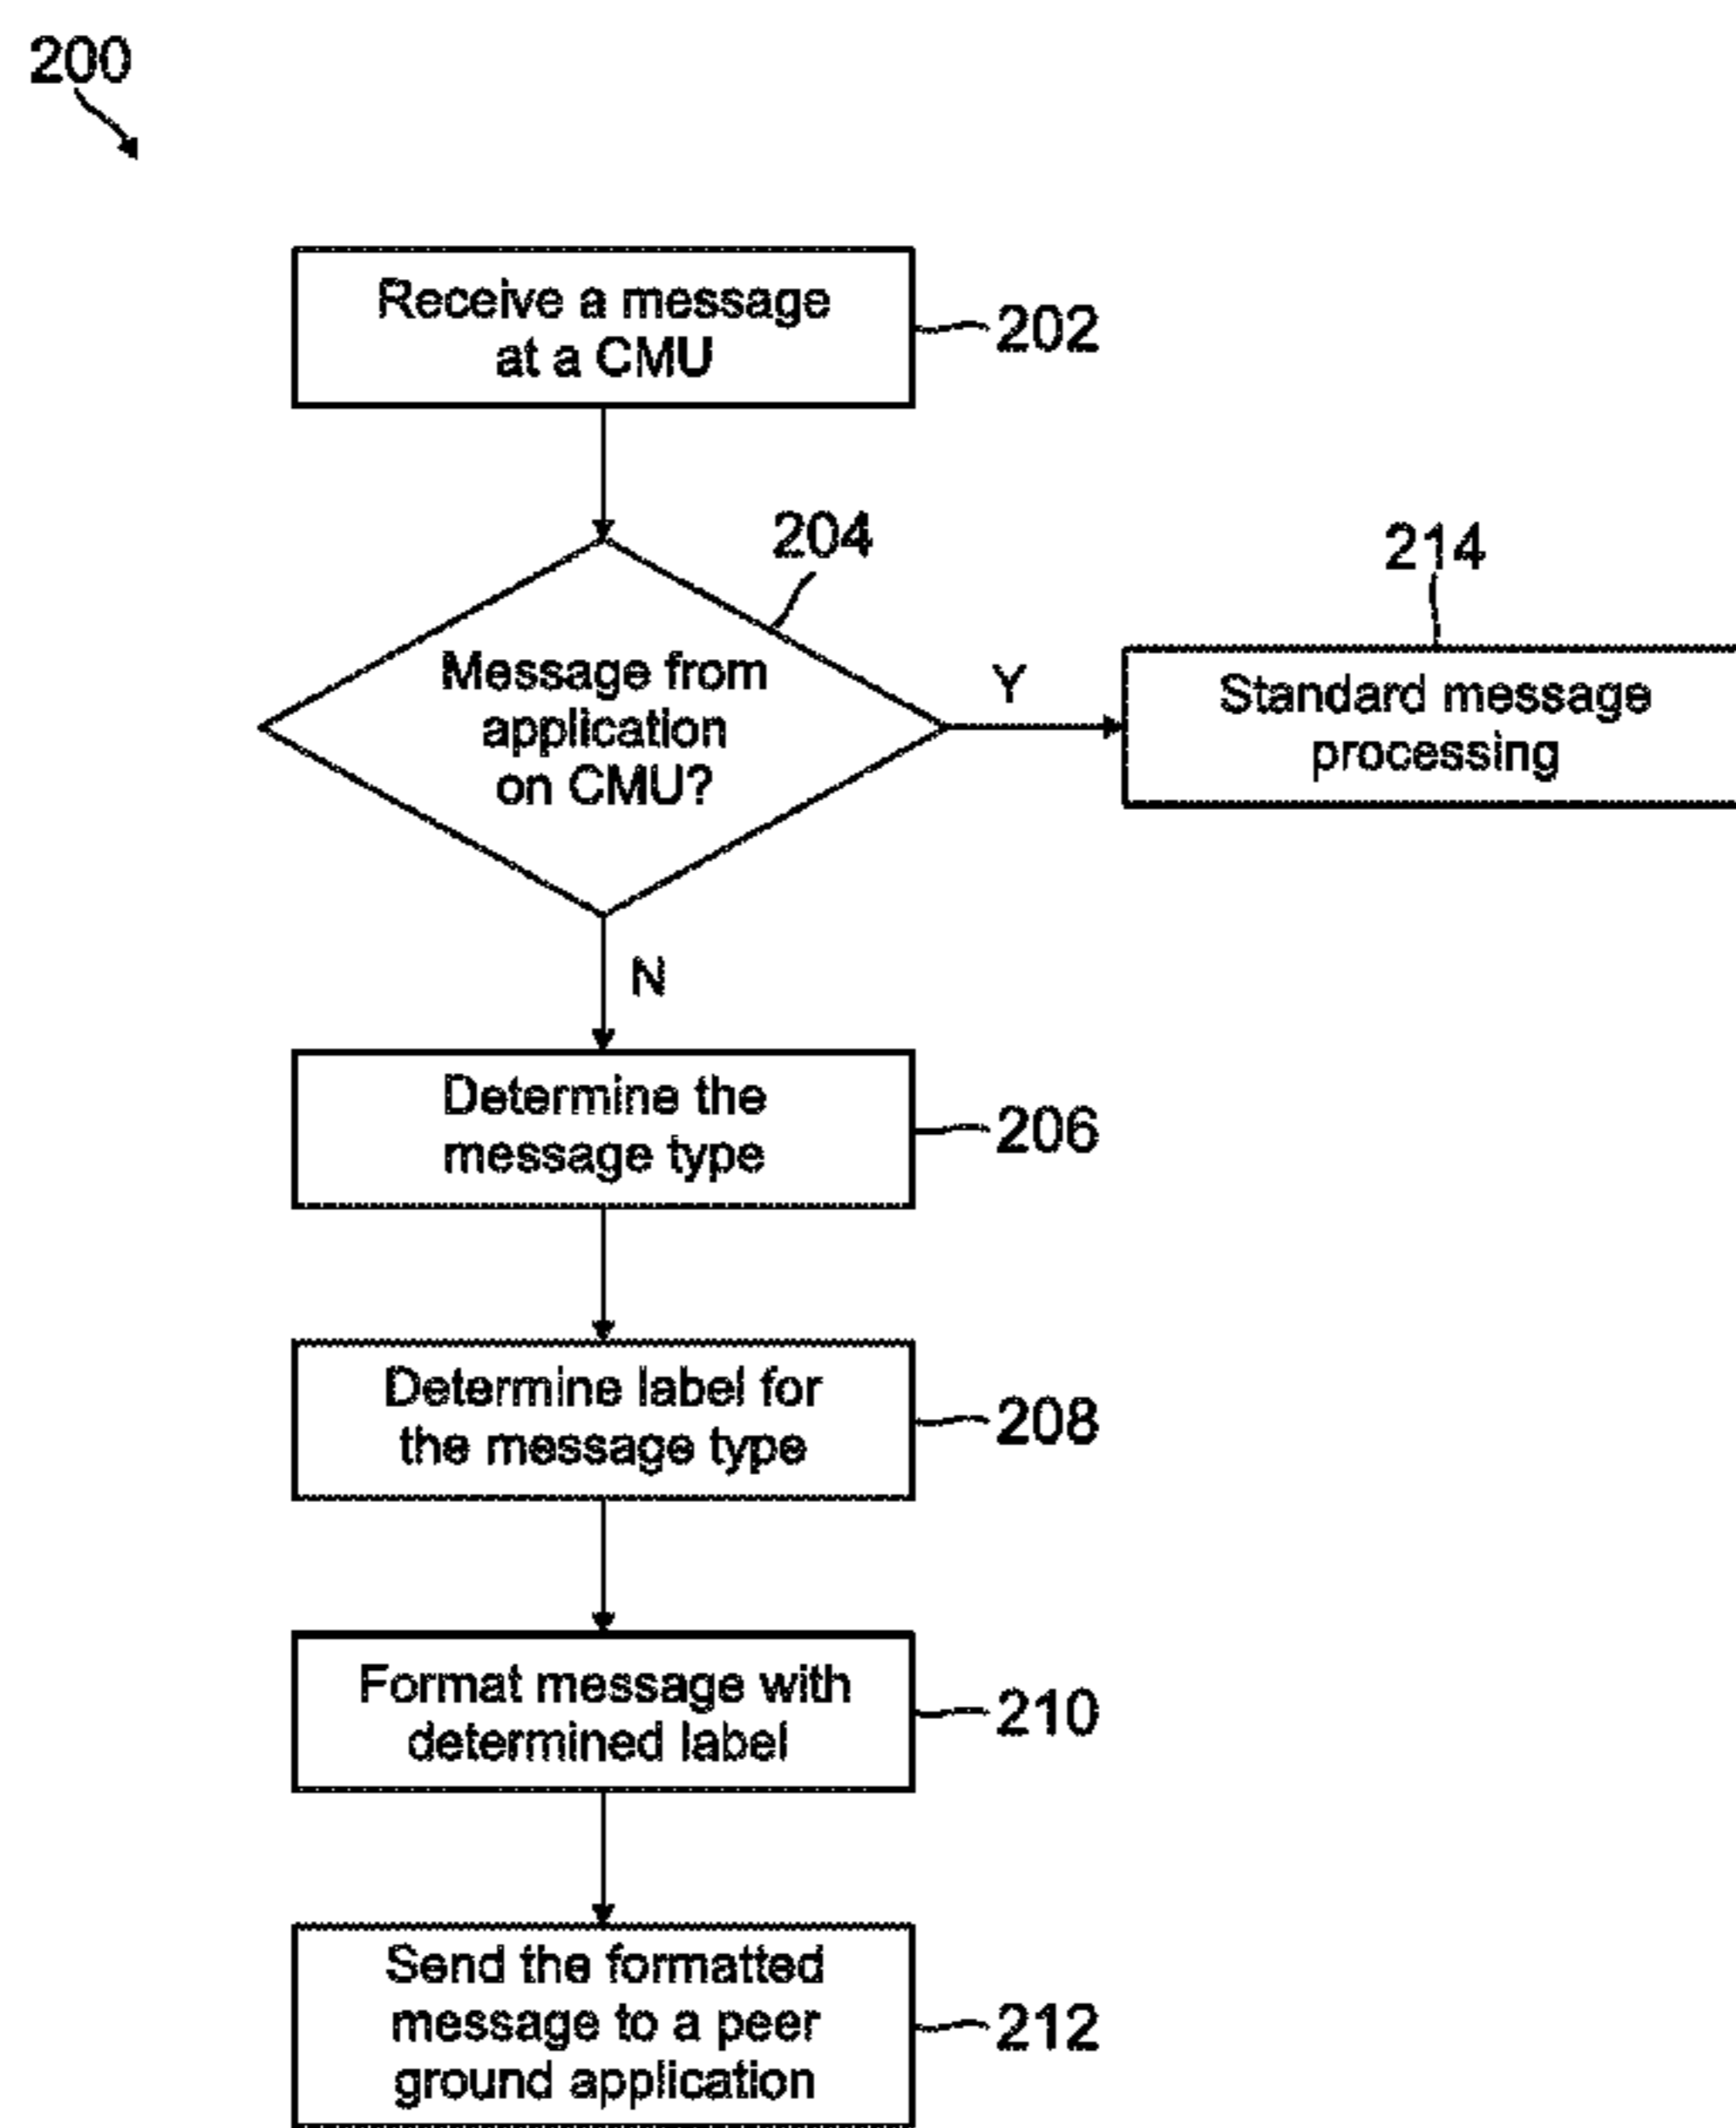 200
Receive a message
at a CMU
202
204
Message from
application
on CMU?
Y
214
Standard message
processing
N
Determine the
message type
206
Determine label for
the message type
208
Format message with
determined label
210
Send the formatted
message to a peer
ground application
212